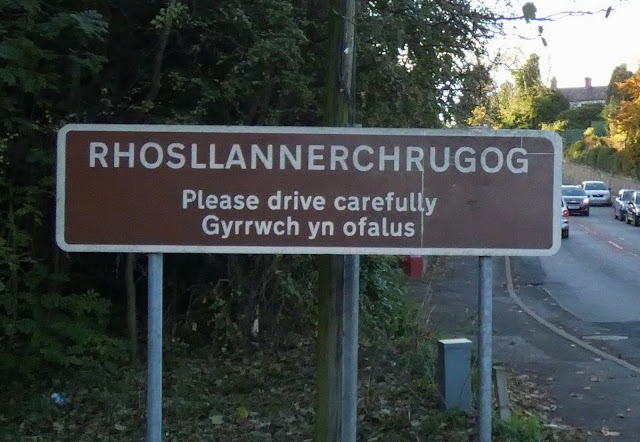 RHOSLLANNERCHRUGOG
Please drive carefully
Gyrrwch yn ofalus